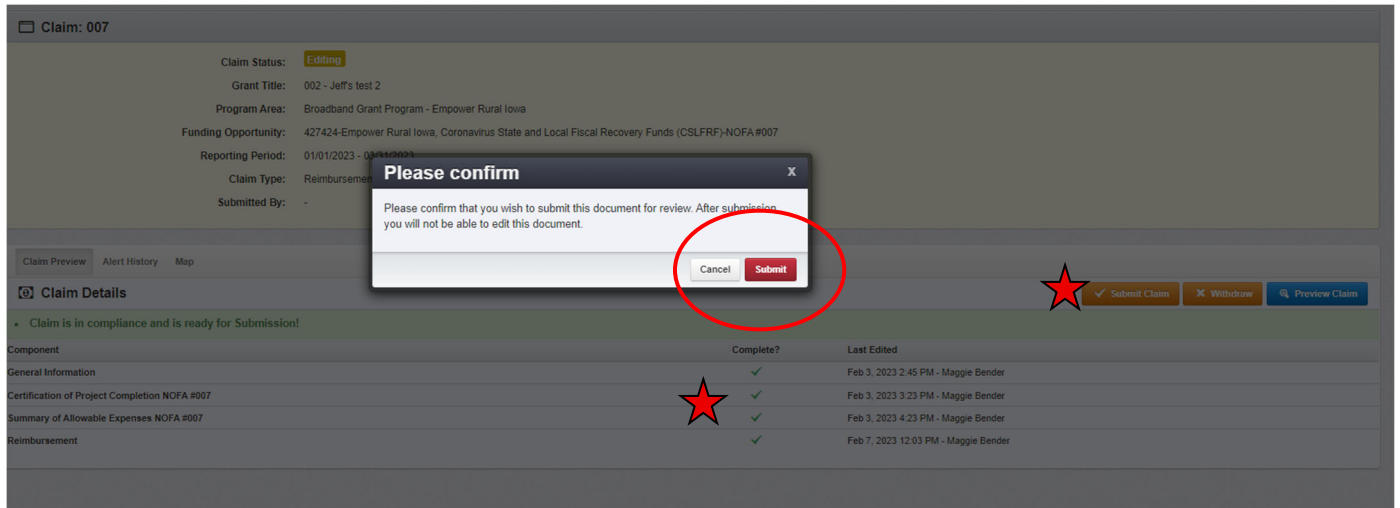 Claim: 007
Claim Status: Editing
Grant Title: 002 - Jeff's test 2
Program Area: Broadband Grant Program - Empower Rural Iowa
Funding Opportunity: 427424-Empower Rural Iowa, Coronavirus State and Local Fiscal Recovery Funds (CSLFRF)-NOFA #007
Reporting Period: 01/01/2023 - 03/31/2023
Claim Type: Reimbursemen
Submitted By: -
Please confirm x
Please confirm that you wish to submit this document for review. After submission
you will not be able to edit this document.
Cancel Submit
Claim Preview Alert History Map
Claim Details Submit Claim Withdraw Preview Claim
• Claim is in compliance and is ready for Submission!
Component Complete? Last Edited
General Information ✓ Feb 3, 2023 2:45 PM - Maggie Bender
Certification of Project Completion NOFA #007 ✓ Feb 3, 2023 3:23 PM - Maggie Bender
Summary of Allowable Expenses NOFA #007 ✓ Feb 3, 2023 4:23 PM - Maggie Bender
Reimbursement ✓ Feb 7, 2023 12:03 PM - Maggie Bender